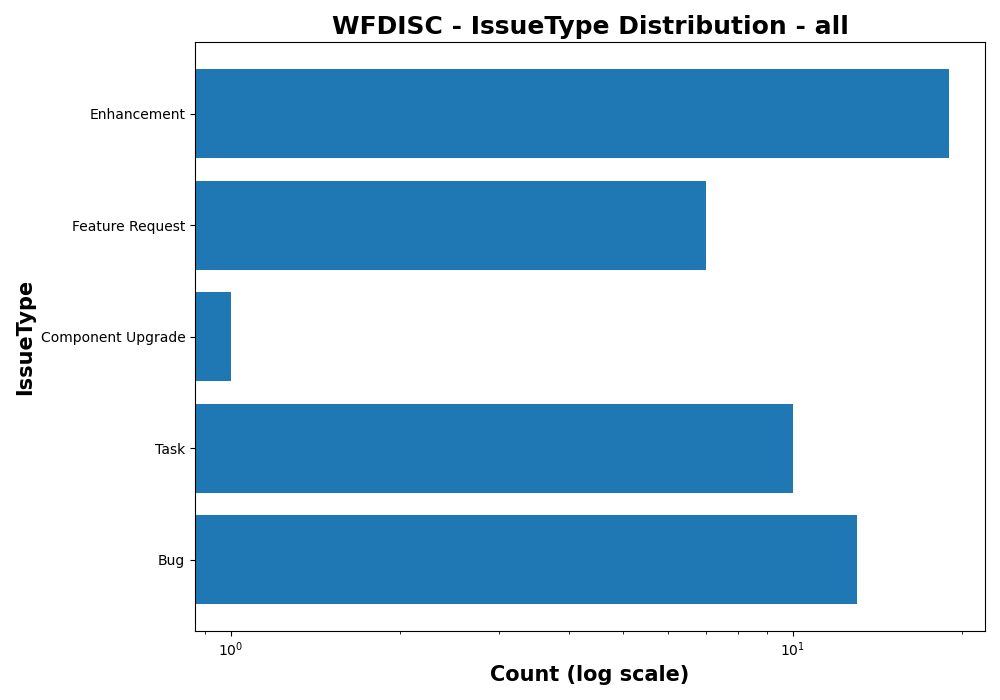 WFDISC - IssueType Distribution - all
IssueType
Enhancement
Feature Request
Component Upgrade
Task
Bug
10⁰
10¹
Count (log scale)